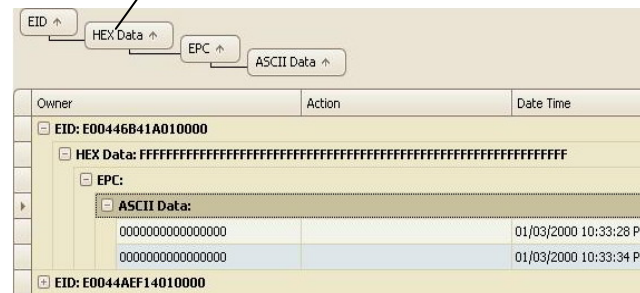 EID
HEX Data
EPC
ASCII Data
Owner Action Date Time
EID: E00446B41A010000
HEX Data: FFFFFFFFFFFFFFFFFFFFFFFFFFFFFFFFFFFFFFFFFFFFFFFFFFFFFFFFFFFFFFFF
EPC:
ASCII Data:
0000000000000000 01/03/2000 10:33:28 P
0000000000000000 01/03/2000 10:33:34 P
EID: E0044AEF14010000